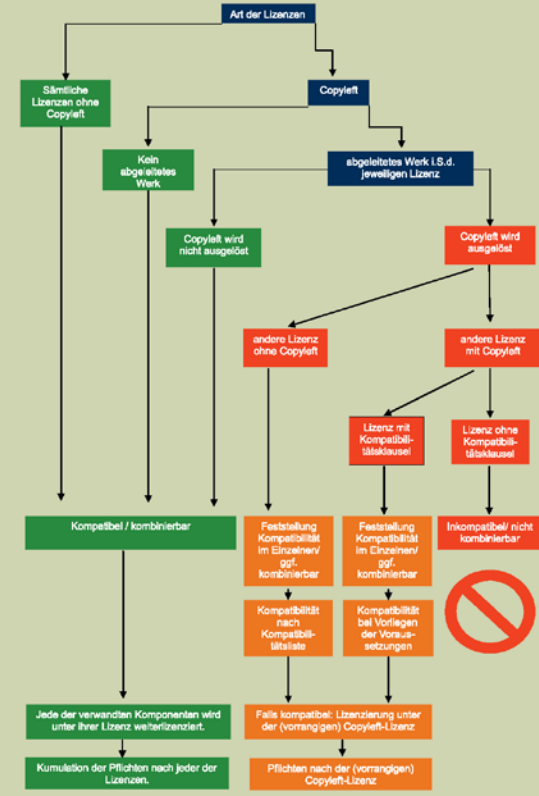 Art der Lizenzen
Sämtliche
Lizenzen ohne
Copyleft
Copyleft
Kein
abgeleitetes
Werk
abgeleitetes Werk i.S.d.
jeweiligen Lizenz
Copyleft wird
nicht ausgelöst
Copyleft wird
ausgelöst
andere Lizenz
ohne Copyleft
andere Lizenz
mit Copyleft
Lizenz mit
Kompatibili-
tätsklausel
Lizenz ohne
Kompatibili-
tätsklausel
Kompatibel / kombinierbar
Feststellung
Kompatibilität
im Einzelnen/
ggf.
kombinierbar
Feststellung
Kompatibilität
im Einzelnen/
ggf.
kombinierbar
Inkompatibel/ nicht
kombinierbar
Kompatibilität
nach
Kompatibili-
tätsliste
Kompatibilität
bei Vorliegen
der Voraus-
setzungen
Jede der verwandten Komponenten wird
unter ihrer Lizenz weiterlizenziert.
Falls kompatibel: Lizenzierung unter
der (vorrangigen) Copyleft-Lizenz
Kumulation der Pflichten nach jeder der
Lizenzen.
Pflichten nach der (vorrangigen)
Copyleft-Lizenz